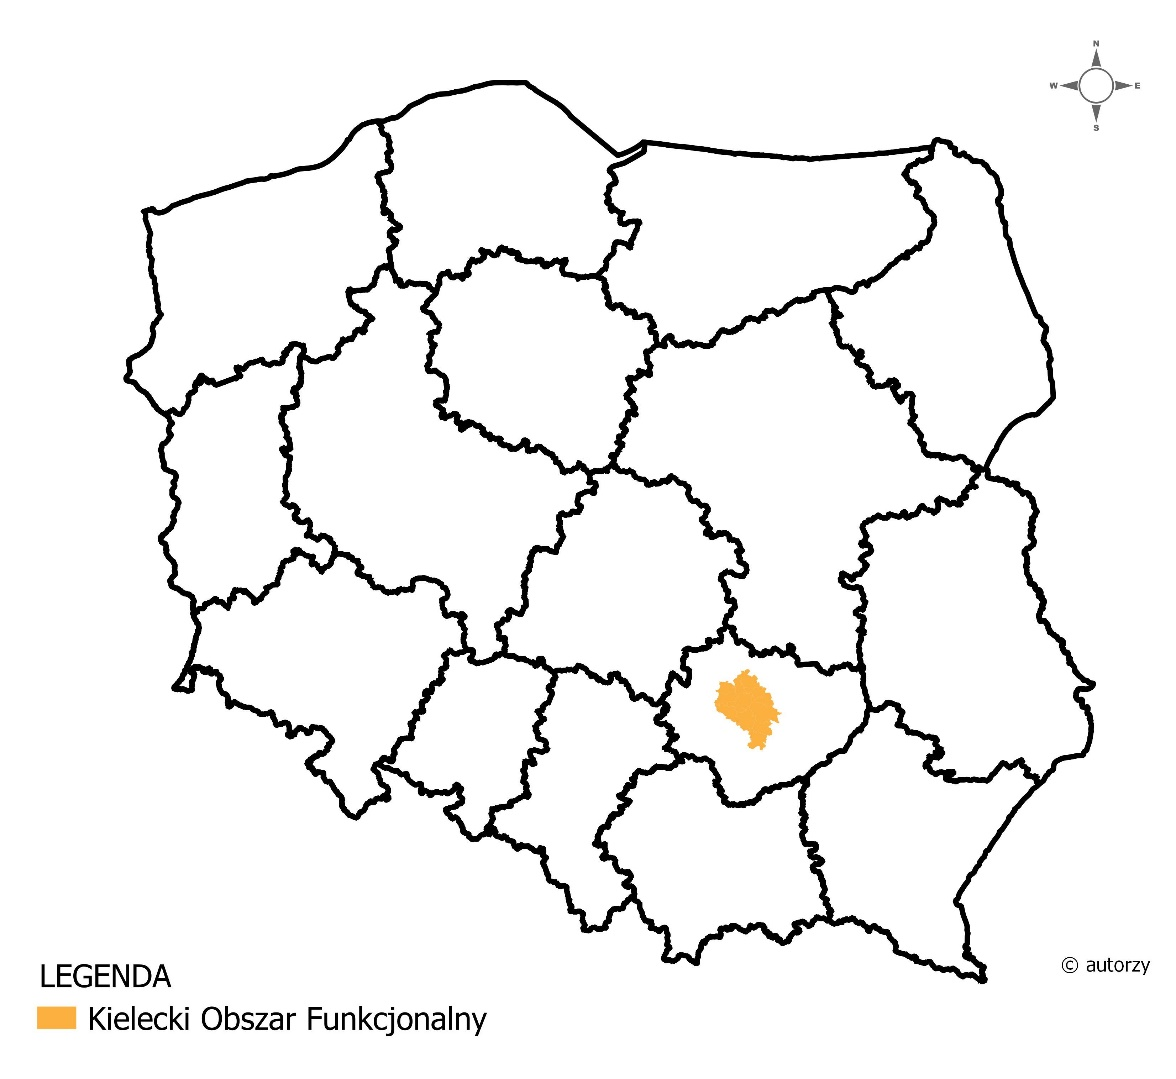 N
W E
S
© autorzy
LEGENDA
Kielecki Obszar Funkcjonalny